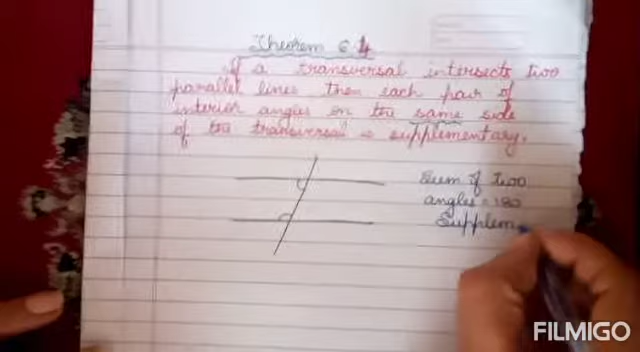 Theorem 6.4
If a transversal intersects two
parallel lines then each pair of
interior angles on the same side
of the transversal is supplementary.
Sum of two
angles = 180
Supplem
FILMIGO